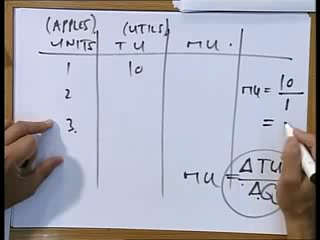 (APPLES) (UTILS)
UNITS TU MU.
1 10
2
3.
MU = 10/1
=
MU = ΔTU/ΔQ